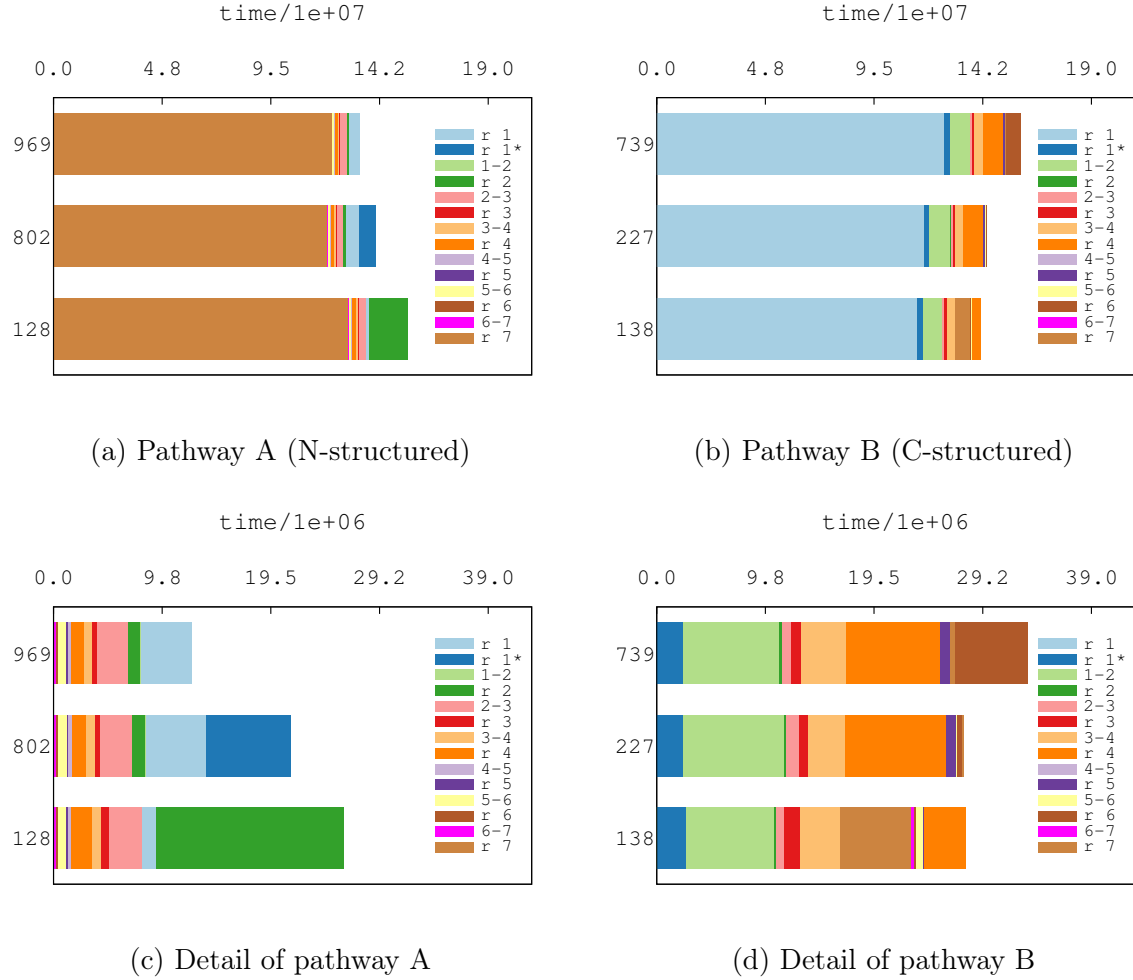 time/1e+07
0.0 4.8 9.5 14.2 19.0
969
802
128
r 1
r 1*
1-2
r 2
2-3
r 3
3-4
r 4
4-5
r 5
5-6
r 6
6-7
r 7
(a) Pathway A (N-structured)
time/1e+07
0.0 4.8 9.5 14.2 19.0
739
227
138
r 1
r 1*
1-2
r 2
2-3
r 3
3-4
r 4
4-5
r 5
5-6
r 6
6-7
r 7
(b) Pathway B (C-structured)
time/1e+06
0.0 9.8 19.5 29.2 39.0
969
802
128
r 1
r 1*
1-2
r 2
2-3
r 3
3-4
r 4
4-5
r 5
5-6
r 6
6-7
r 7
(c) Detail of pathway A
time/1e+06
0.0 9.8 19.5 29.2 39.0
739
227
138
r 1
r 1*
1-2
r 2
2-3
r 3
3-4
r 4
4-5
r 5
5-6
r 6
6-7
r 7
(d) Detail of pathway B